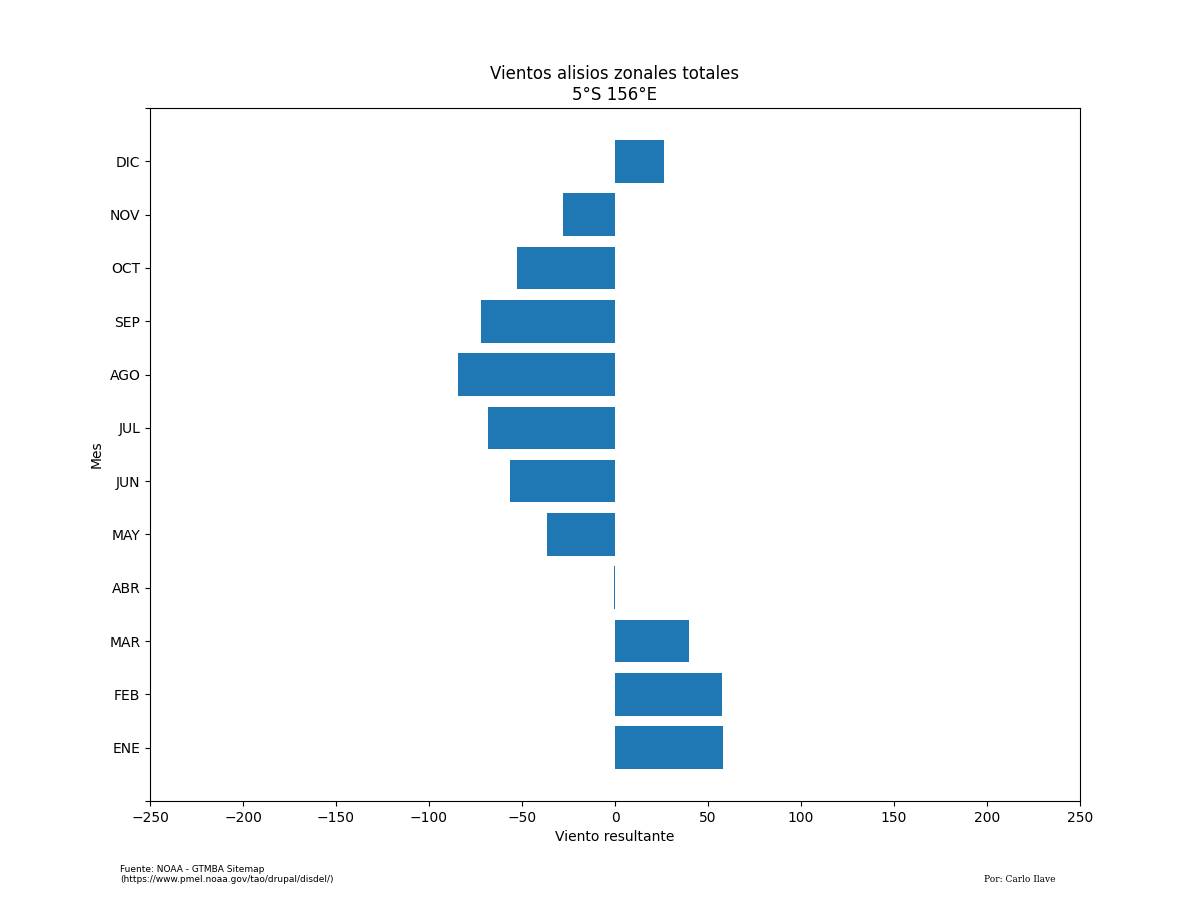 Vientos alisios zonales totales
5°S 156°E
DIC
NOV
OCT
SEP
AGO
JUL
JUN
MAY
ABR
MAR
FEB
ENE
Mes
−250 −200 −150 −100 −50 0 50 100 150 200 250
Viento resultante
Fuente: NOAA - GTMBA Sitemap
(https://www.pmel.noaa.gov/tao/drupal/disdel/)
Por: Carlo Ilave